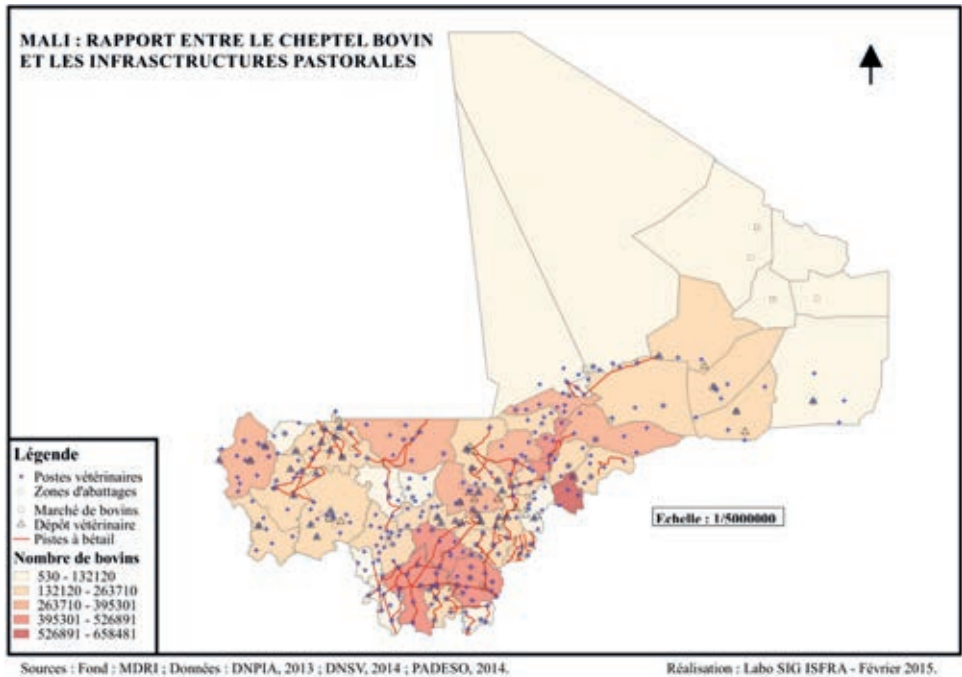 MALI : RAPPORT ENTRE LE CHEPTEL BOVIN
ET LES INFRASCTRUCTURES PASTORALES
Légende
Postes vétérinaires
Zones d'abattages
Marché de bovins
Dépôt vétérinaire
Pistes à bétail
Nombre de bovins
530 - 132120
132120 - 263710
263710 - 395301
395301 - 526891
526891 - 658481
Echelle : 1/5000000
Sources : Fond : MDRI ; Données : DNPIA, 2013 ; DNSV, 2014 ; PADESO, 2014.
Réalisation : Labo SIG ISFRA - Février 2015.